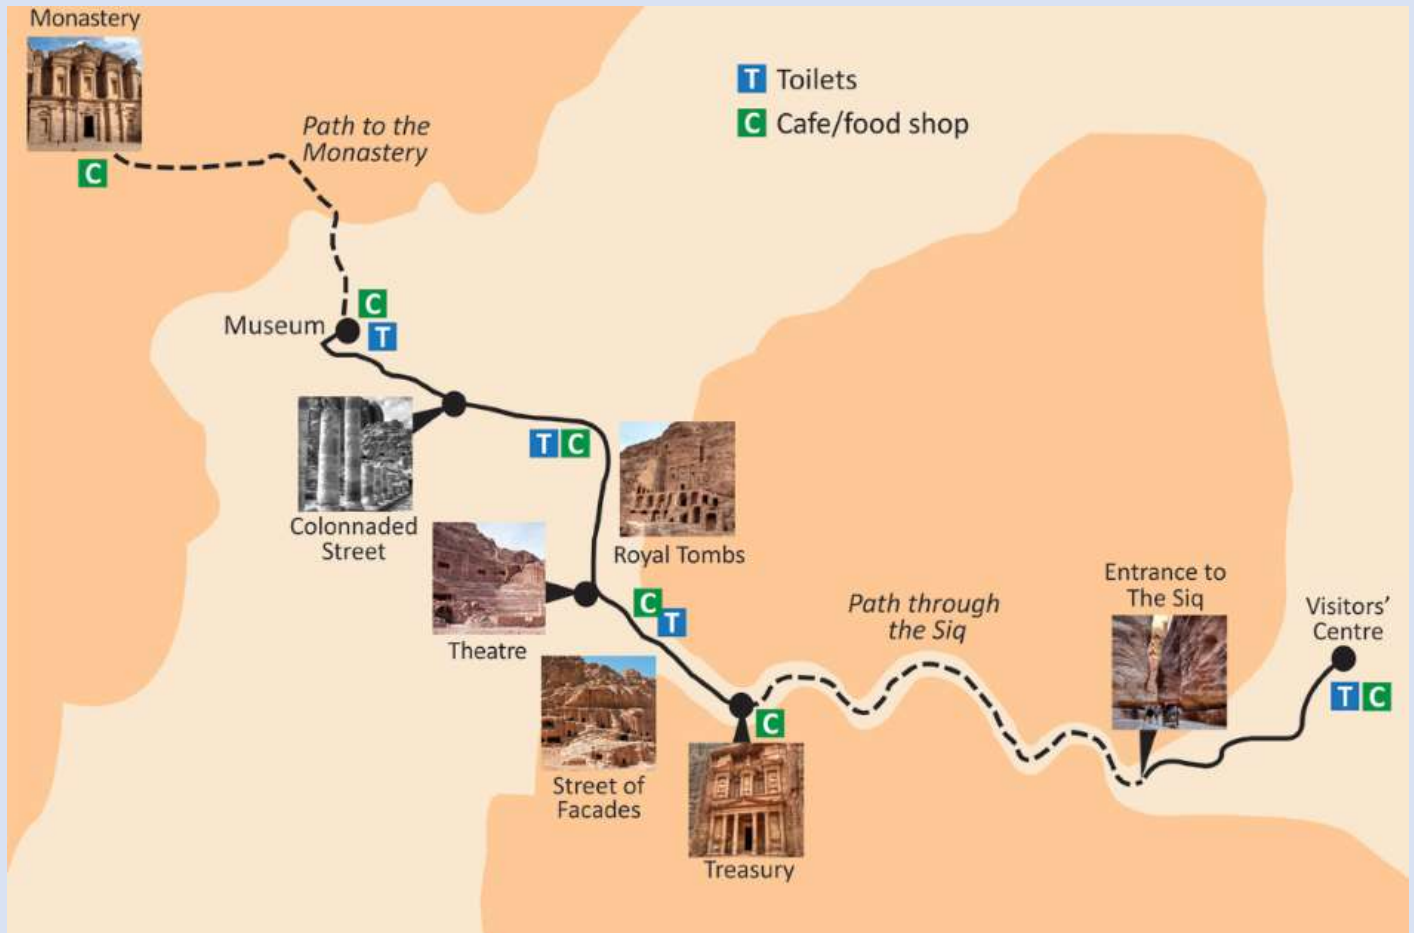 Monastery
T Toilets
C Cafe/food shop
Path to the
Monastery
C
C
Museum
T
T C
Colonnaded
Street
Royal Tombs
Theatre
C
T
Path through
the Siq
Entrance to
The Siq
Visitors'
Centre
T C
C
Street of
Facades
Treasury